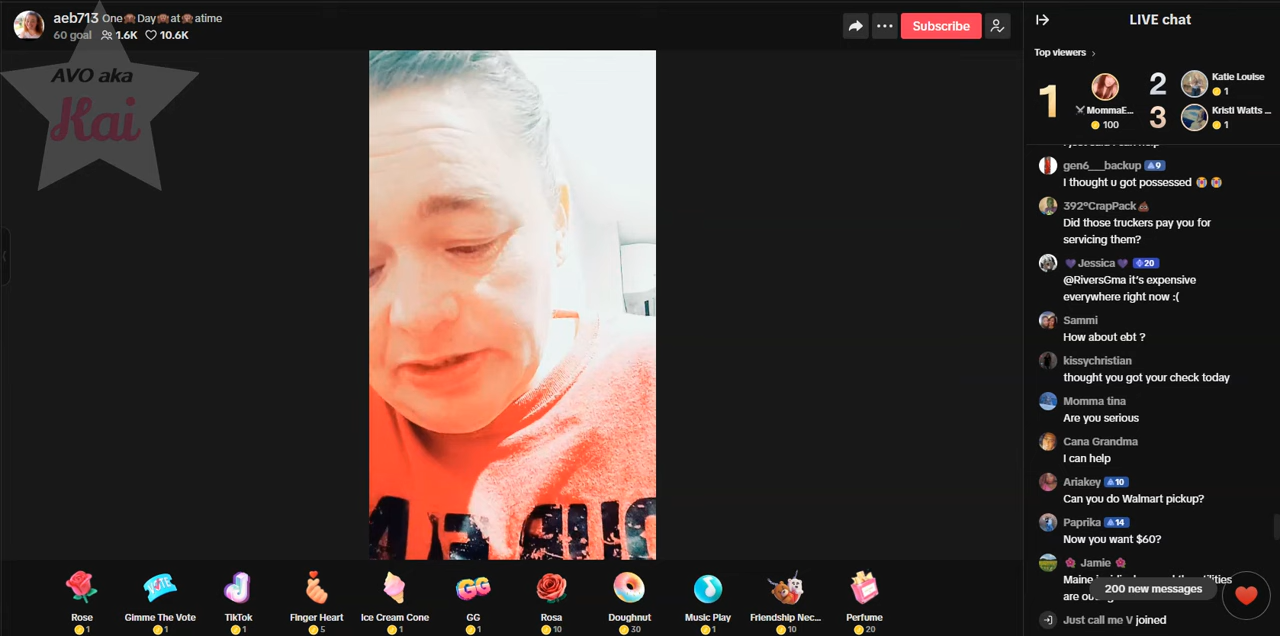 aeb713 One🙈Day🙈at🙈atime
60 goal 1.6K 10.6K
AVO aka
Kai
Subscribe
LIVE chat
Top viewers >
1
MommaE...
100
2
Katie Louise
1
3
Kristi Watts ...
1
gen6__backup 9
I thought u got possessed 😭 😭
392°CrapPack💩
Did those truckers pay you for
servicing them?
💜Jessica💜 20
@RiversGma it's expensive
everywhere right now :(
Sammi
How about ebt ?
kissychristian
thought you got your check today
Momma tina
Are you serious
Cana Grandma
I can help
Ariakey 10
Can you do Walmart pickup?
Paprika 14
Now you want $60?
🌺 Jamie 🌺
Maine
are
200 new messages
Just call me V joined
Rose
1
GImme The Vote
1
TikTok
1
Finger Heart
5
Ice Cream Cone
1
GG
1
Rosa
10
Doughnut
30
Music Play
1
Friendship Nec...
10
Perfume
20